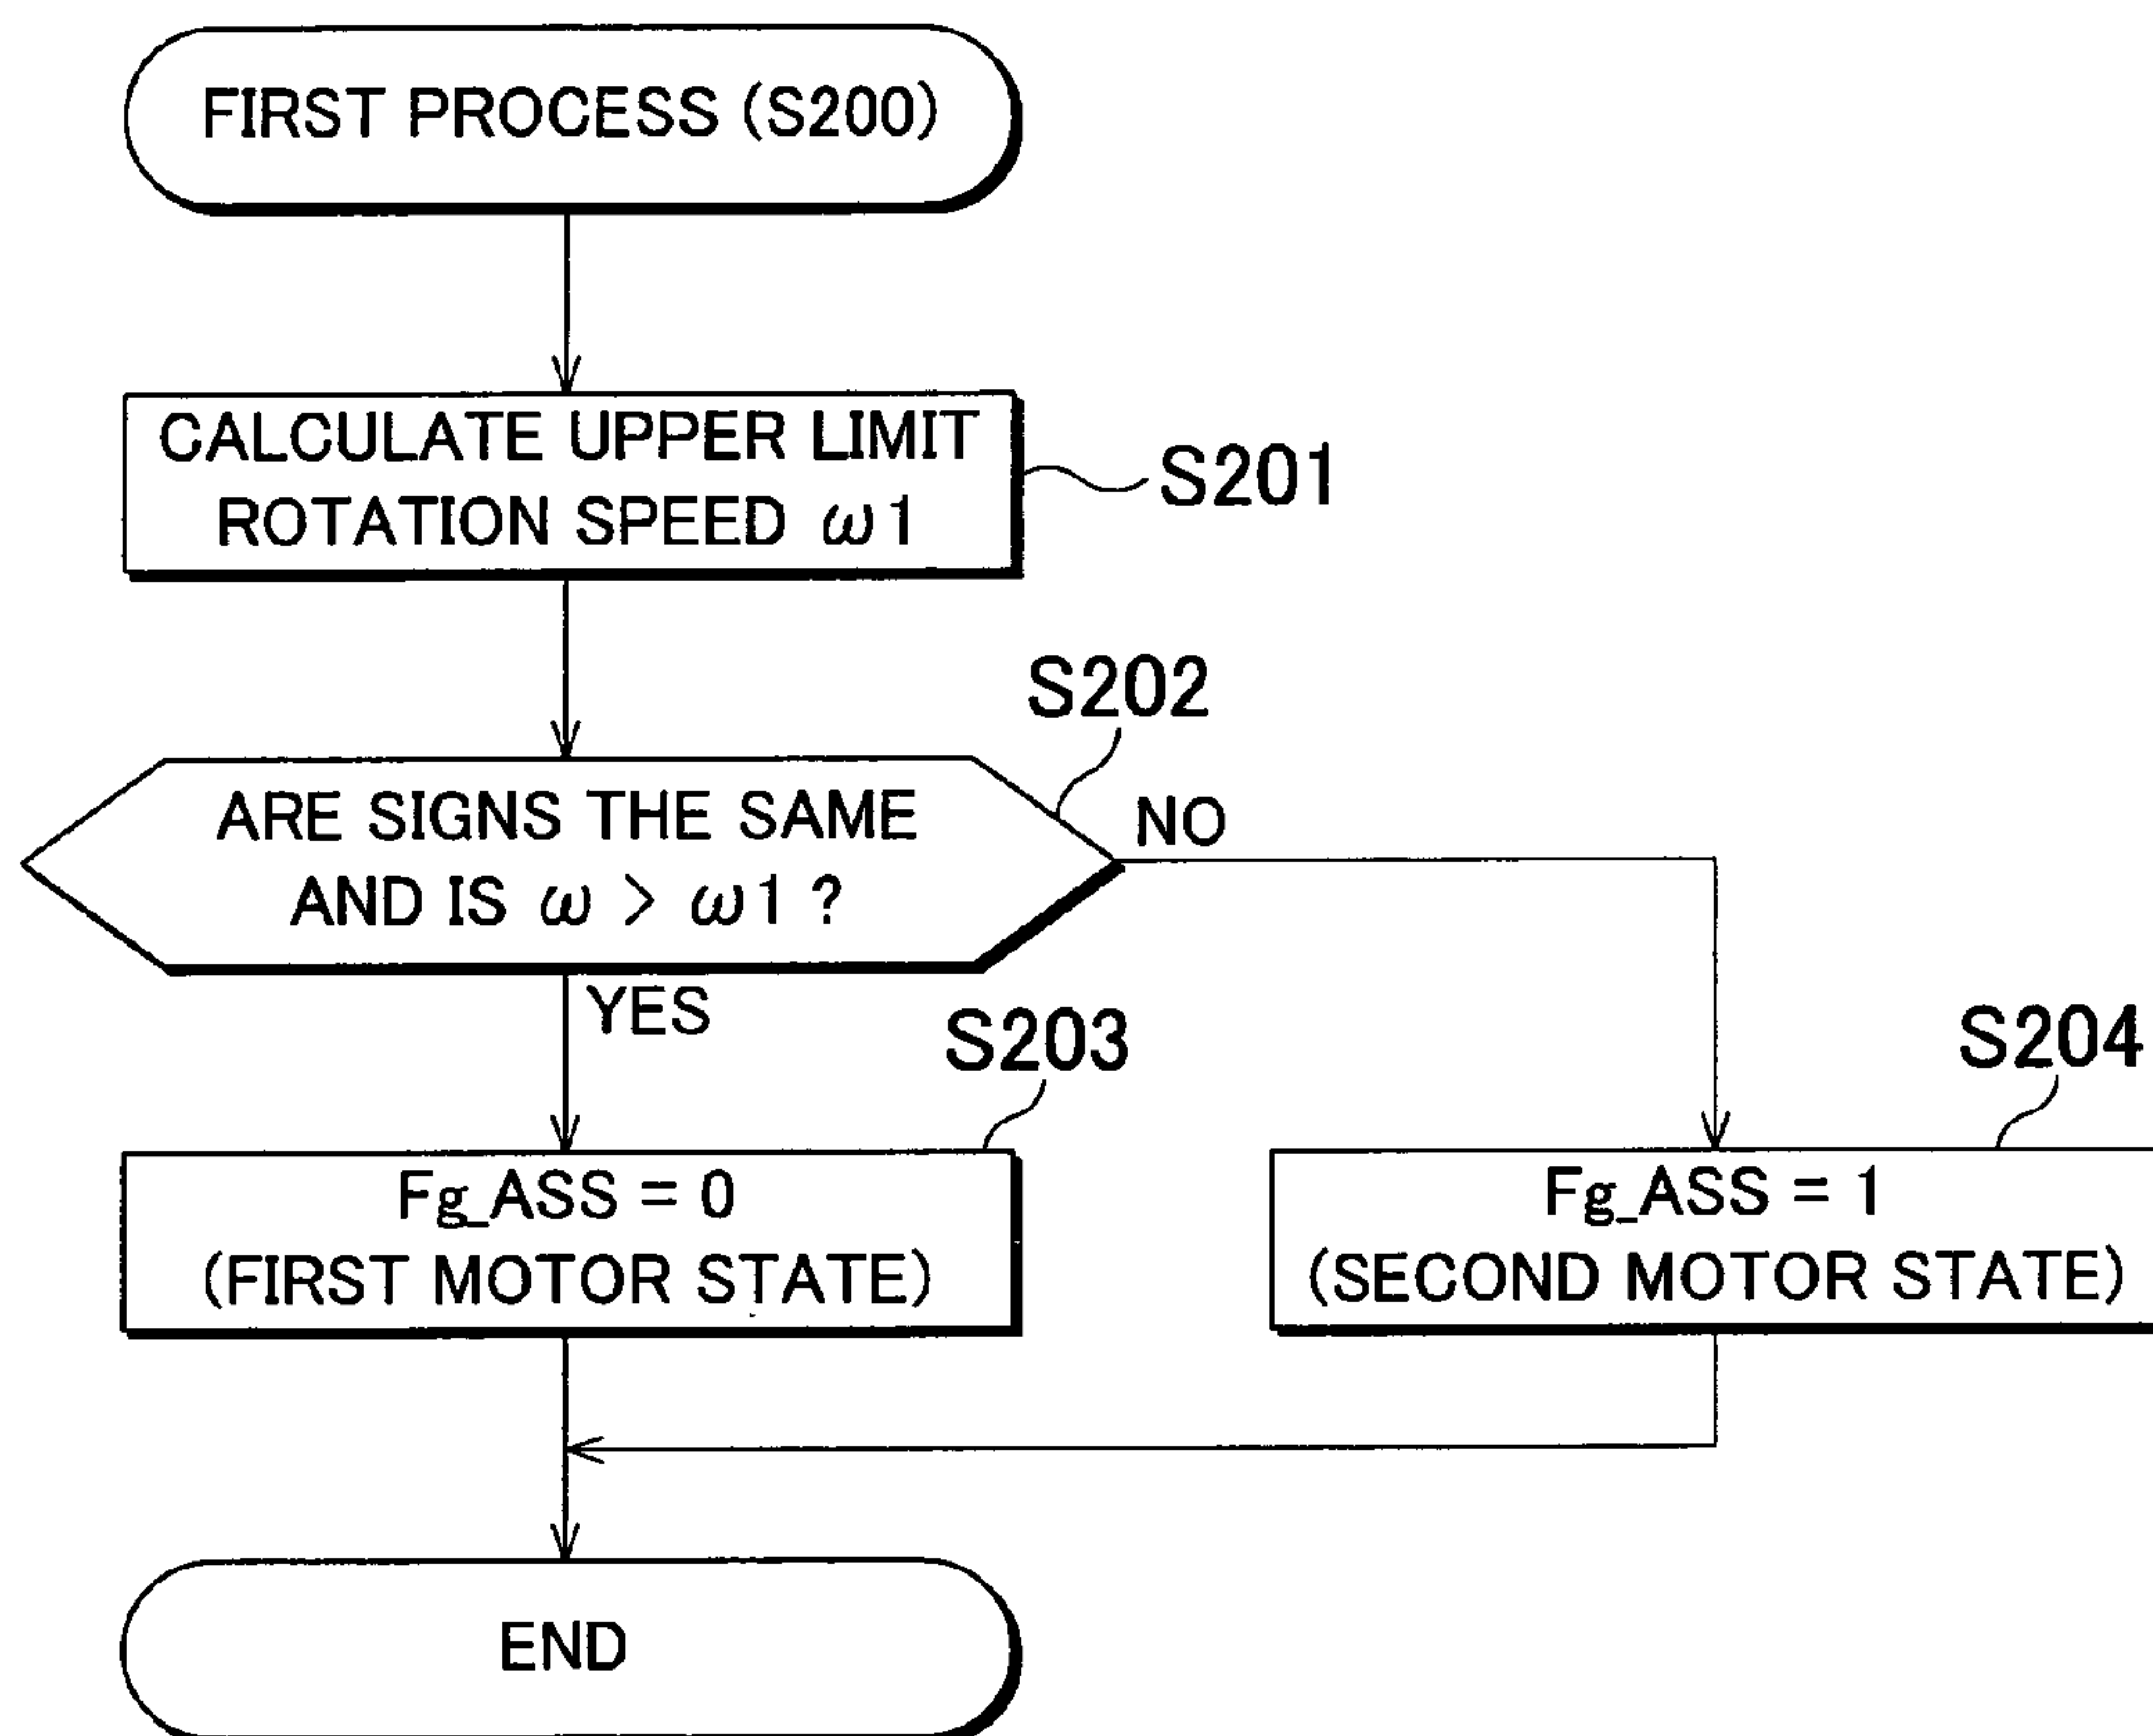 FIRST PROCESS (S200)
CALCULATE UPPER LIMIT
ROTATION SPEED ω1
S201
S202
ARE SIGNS THE SAME
AND IS ω > ω1 ?
NO
YES
S203
S204
Fg_ASS = 0
(FIRST MOTOR STATE)
Fg_ASS = 1
(SECOND MOTOR STATE)
END